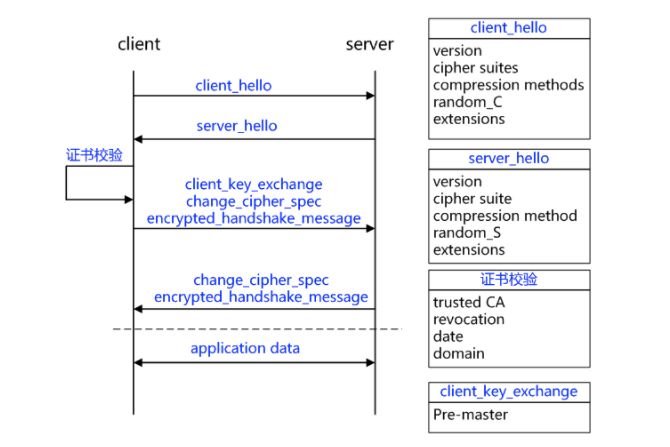 client
server
client_hello
server_hello
证书校验
client_key_exchange
change_cipher_spec
encrypted_handshake_message
change_cipher_spec
encrypted_handshake_message
application data
client_hello
version
cipher suites
compression methods
random_C
extensions
server_hello
version
cipher suite
compression method
random_S
extensions
证书校验
trusted CA
revocation
date
domain
client_key_exchange
Pre-master